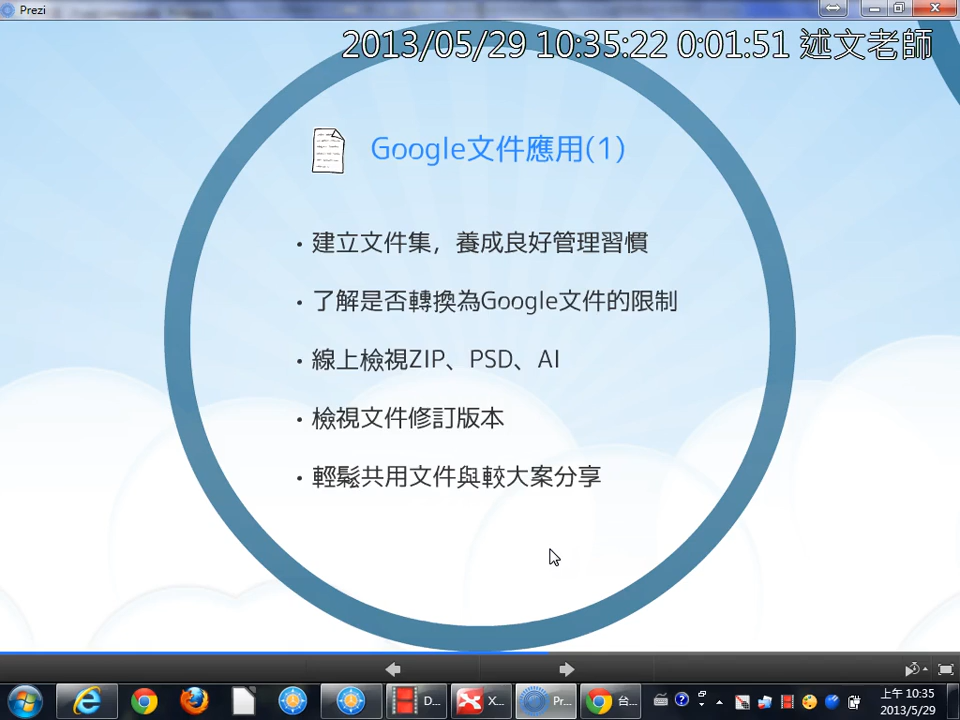 Prezi
2013/05/29 10:35:22 0:01:51 述文老師
Google文件應用(1)
• 建立文件集，養成良好管理習慣
• 了解是否轉換為Google文件的限制
• 線上檢視ZIP、PSD、AI
• 檢視文件修訂版本
• 輕鬆共用文件與較大案分享
D...
X...
Pr...
台...
上午 10:35
2013/5/29